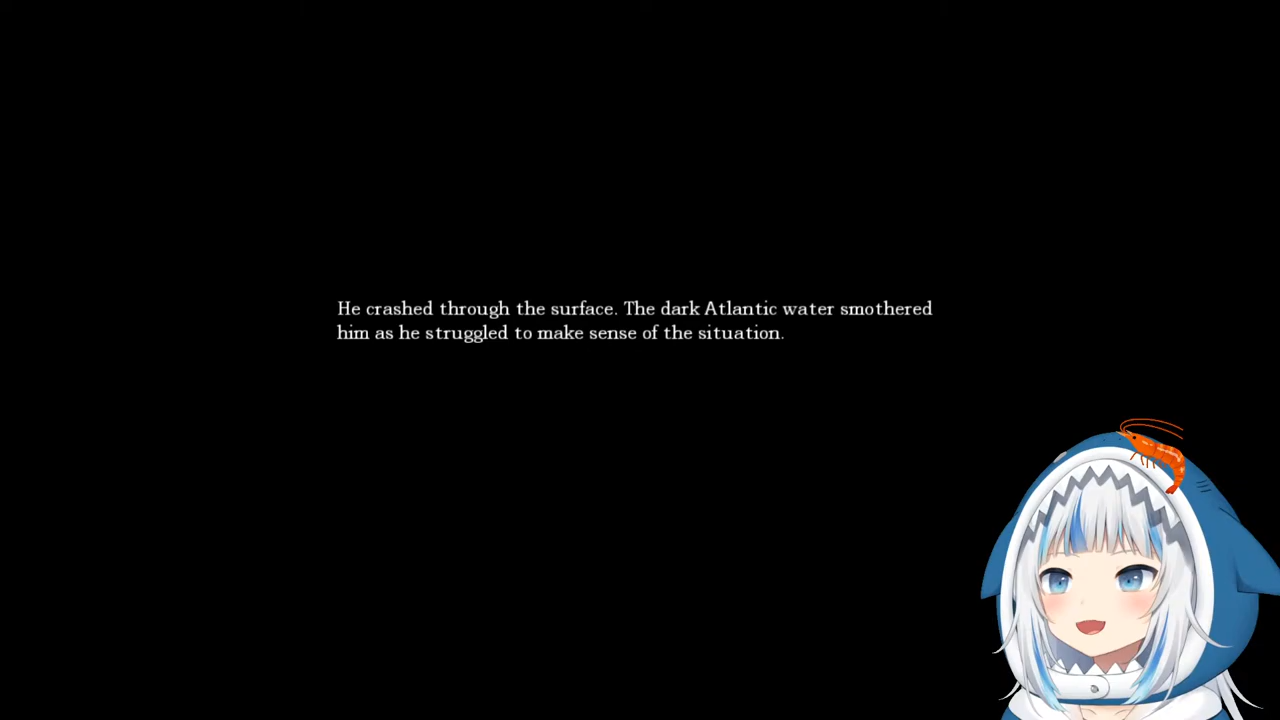 He crashed through the surface. The dark Atlantic water smothered
him as he struggled to make sense of the situation.